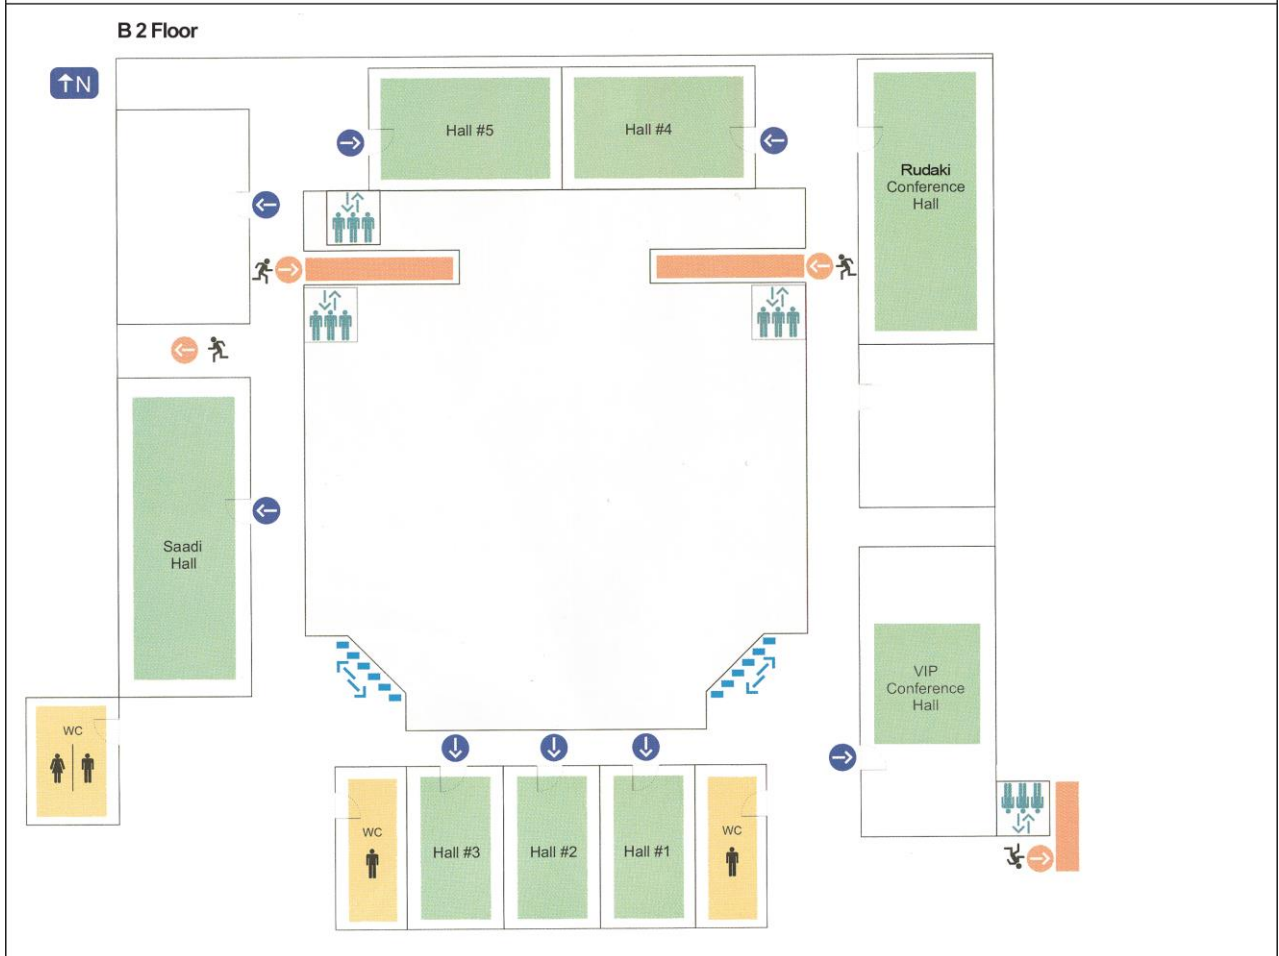 B 2 Floor
N
Hall #5
Hall #4
Rudaki
Conference
Hall
Saadi
Hall
VIP
Conference
Hall
WC
WC
Hall #3
Hall #2
Hall #1
WC